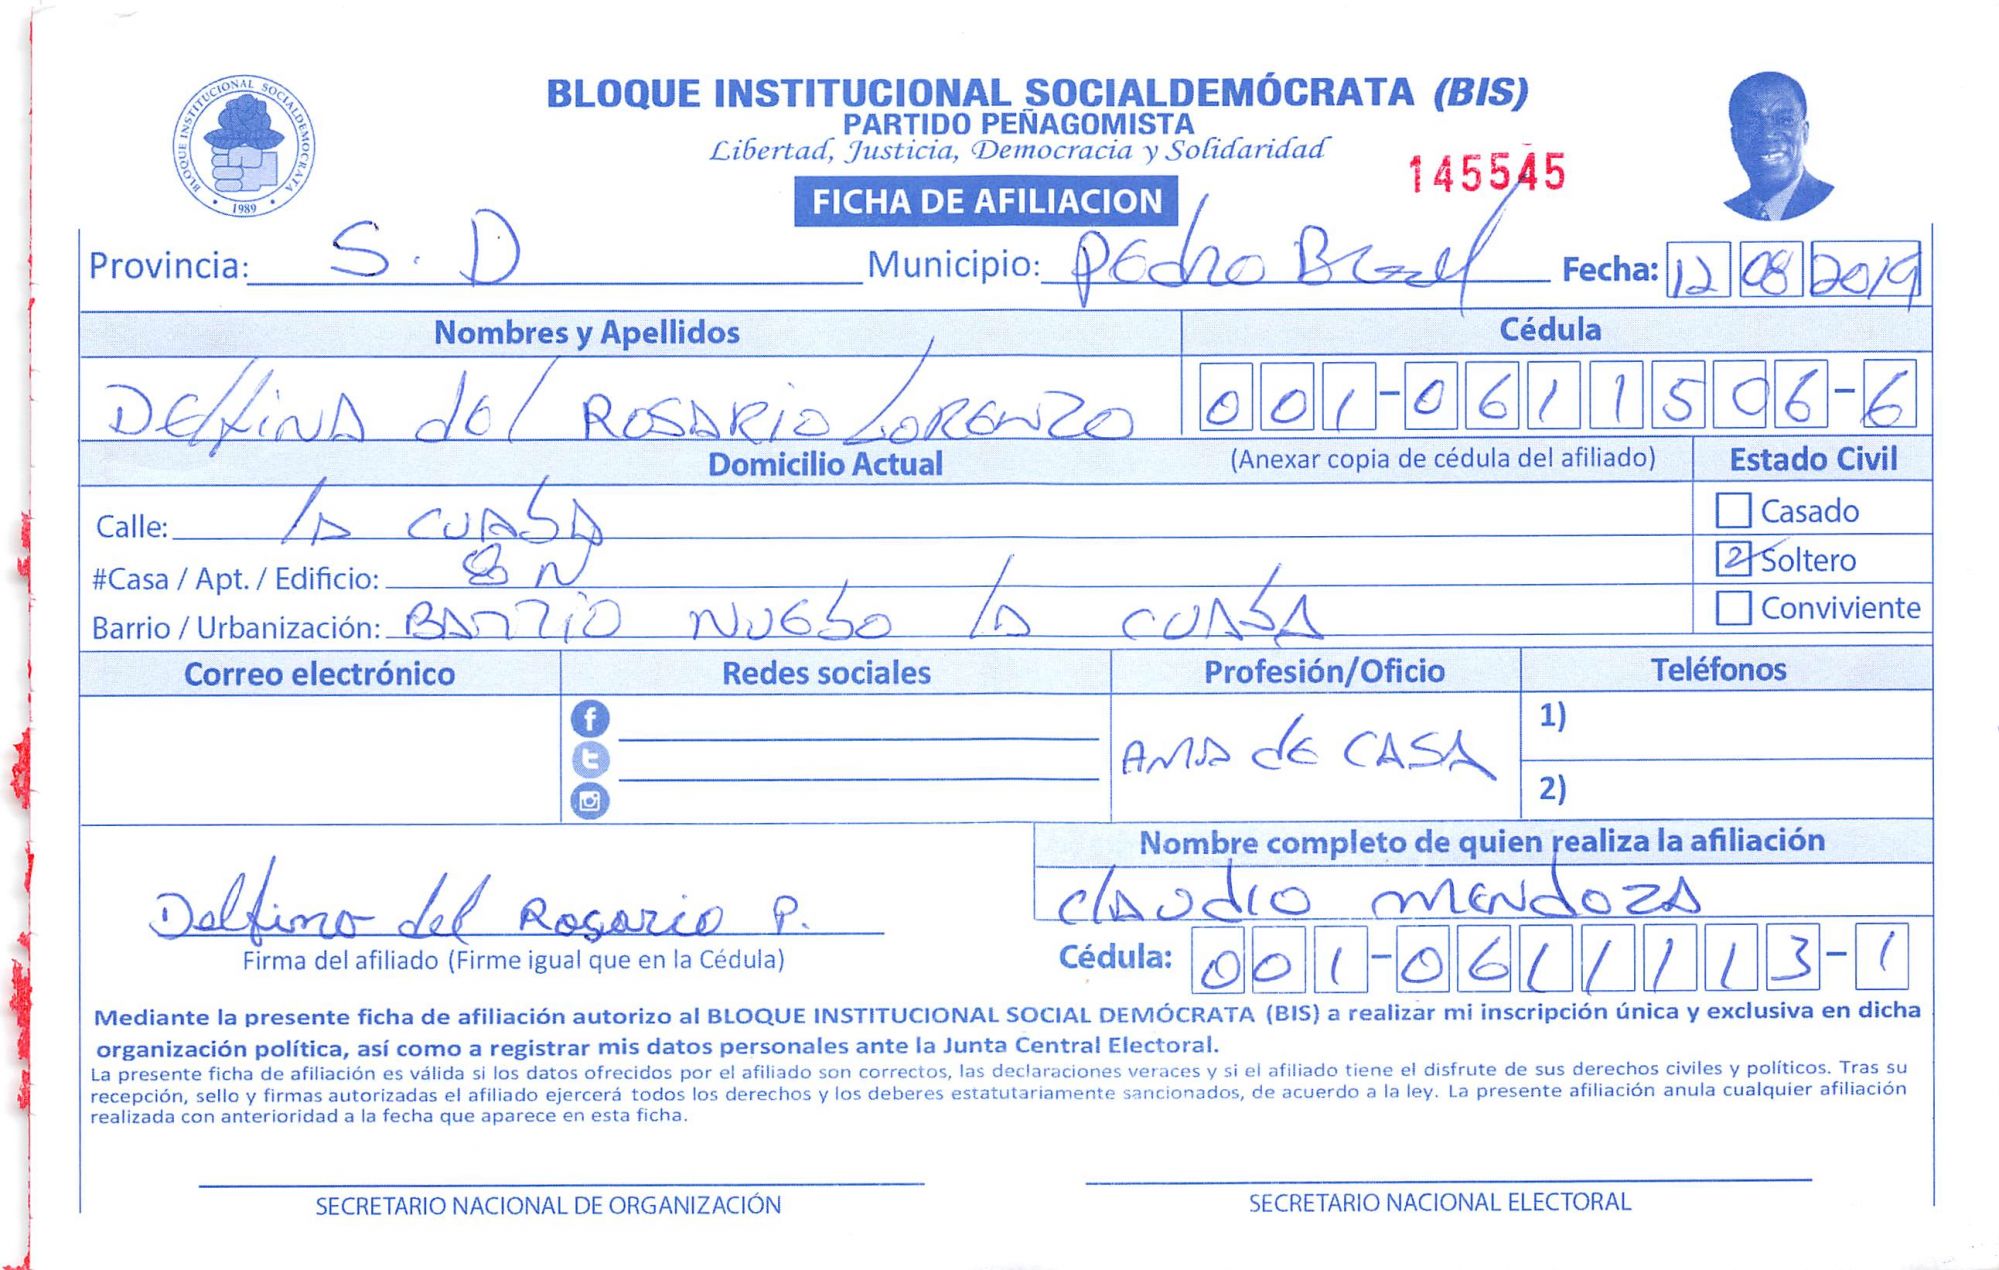 BLOQUE INSTITUCIONAL SOCIALDEMÓCRATA (BIS)
PARTIDO PEÑAGOMISTA
Libertad, Justicia, Democracia y Solidaridad
BLOQUE INSTITUCIONAL SOCIALDEMOCRATA
• 1989 •
145545
FICHA DE AFILIACION
Provincia: S. D Municipio: PEdro Brand Fecha: 12 08 2019
Nombres y Apellidos Cédula
DElfiNA dEl ROSARIO LORENZO 001-0611506-6
Domicilio Actual (Anexar copia de cédula del afiliado) Estado Civil
Calle: lA CUAbA
Casado
#Casa / Apt. / Edificio: SN
Soltero
Barrio / Urbanización: BARRIO NUEbO lA CUAbA
Conviviente
Correo electrónico Redes sociales Profesión/Oficio Teléfonos
AMA dE CASA
1)
2)
Nombre completo de quien realiza la afiliación
clAUdIO MENdOZA
Delfina del Rosario P.
Firma del afiliado (Firme igual que en la Cédula)
Cédula: 001-0611113-1
Mediante la presente ficha de afiliación autorizo al BLOQUE INSTITUCIONAL SOCIAL DEMÓCRATA (BIS) a realizar mi inscripción única y exclusiva en dicha
organización política, así como a registrar mis datos personales ante la Junta Central Electoral.
La presente ficha de afiliación es válida si los datos ofrecidos por el afiliado son correctos, las declaraciones veraces y si el afiliado tiene el disfrute de sus derechos civiles y políticos. Tras su
recepción, sello y firmas autorizadas el afiliado ejercerá todos los derechos y los deberes estatutariamente sancionados, de acuerdo a la ley. La presente afiliación anula cualquier afiliación
realizada con anterioridad a la fecha que aparece en esta ficha.
SECRETARIO NACIONAL DE ORGANIZACIÓN SECRETARIO NACIONAL ELECTORAL